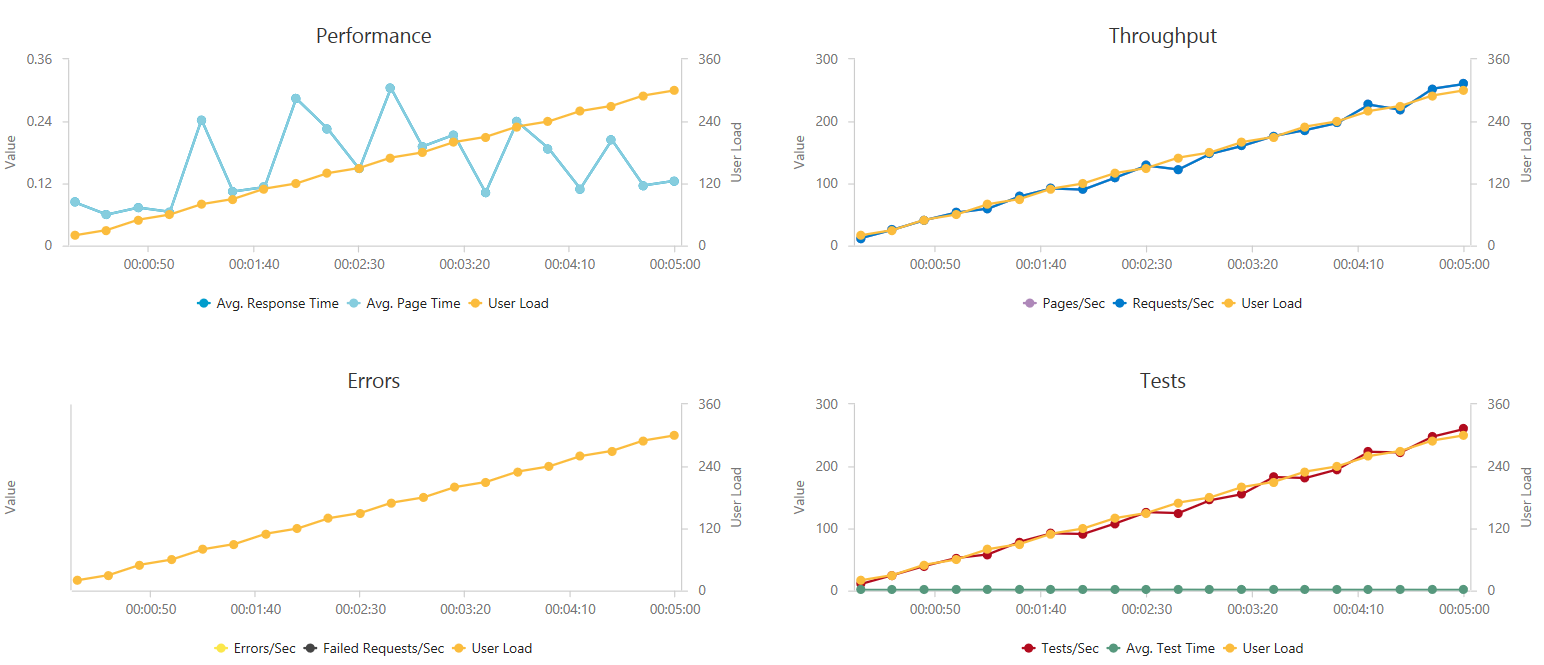 Performance
0.36
0.24
0.12
0
Value
360
240
120
0
User Load
00:00:50 00:01:40 00:02:30 00:03:20 00:04:10 00:05:00
Avg. Response Time Avg. Page Time User Load
Throughput
300
200
100
0
Value
360
240
120
0
User Load
00:00:50 00:01:40 00:02:30 00:03:20 00:04:10 00:05:00
Pages/Sec Requests/Sec User Load
Errors
Value
360
240
120
0
User Load
00:00:50 00:01:40 00:02:30 00:03:20 00:04:10 00:05:00
Errors/Sec Failed Requests/Sec User Load
Tests
300
200
100
0
Value
360
240
120
0
User Load
00:00:50 00:01:40 00:02:30 00:03:20 00:04:10 00:05:00
Tests/Sec Avg. Test Time User Load